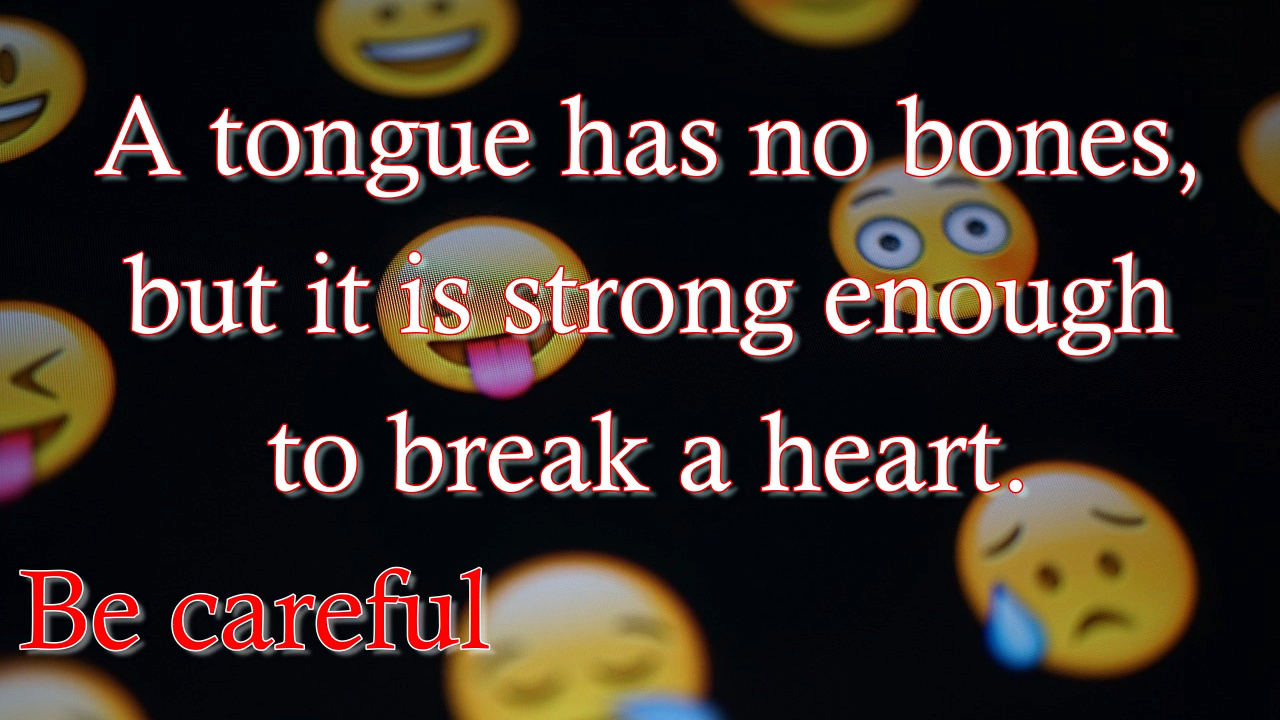 A tongue has no bones,
but it is strong enough
to break a heart.
Be careful